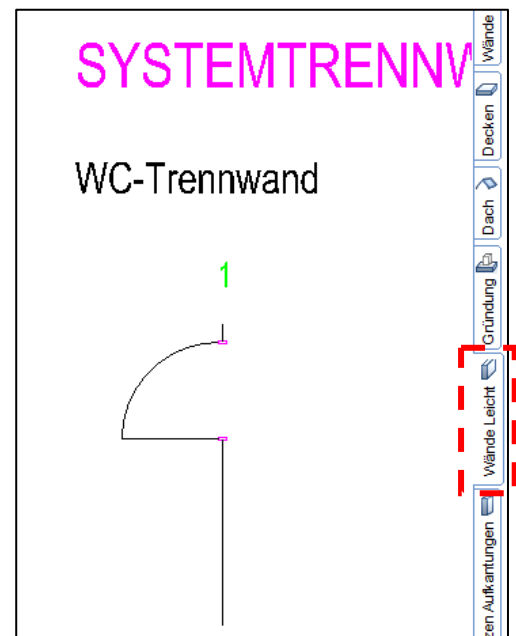 SYSTEMTRENNW
WC-Trennwand
1
Wände
Decken
Dach
Gründung
Wände Leicht
zen Aufkantungen